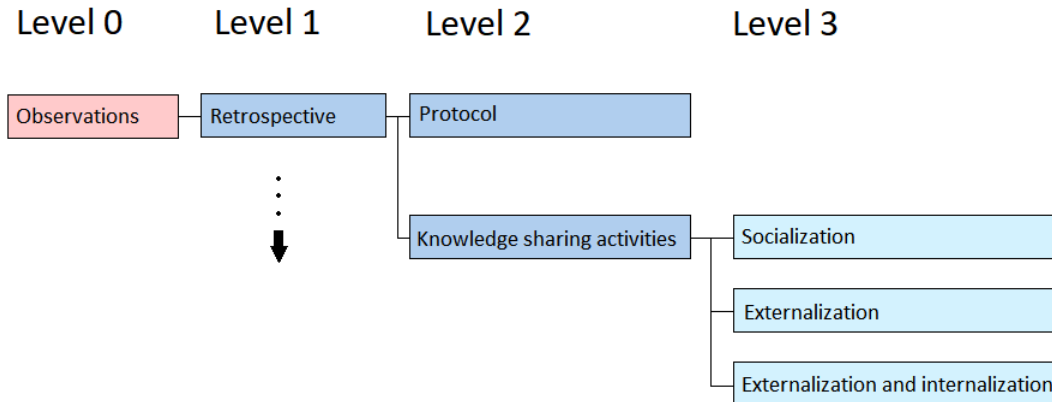 Level 0 Level 1 Level 2 Level 3
Observations Retrospective Protocol
Knowledge sharing activities Socialization
Externalization
Externalization and internalization